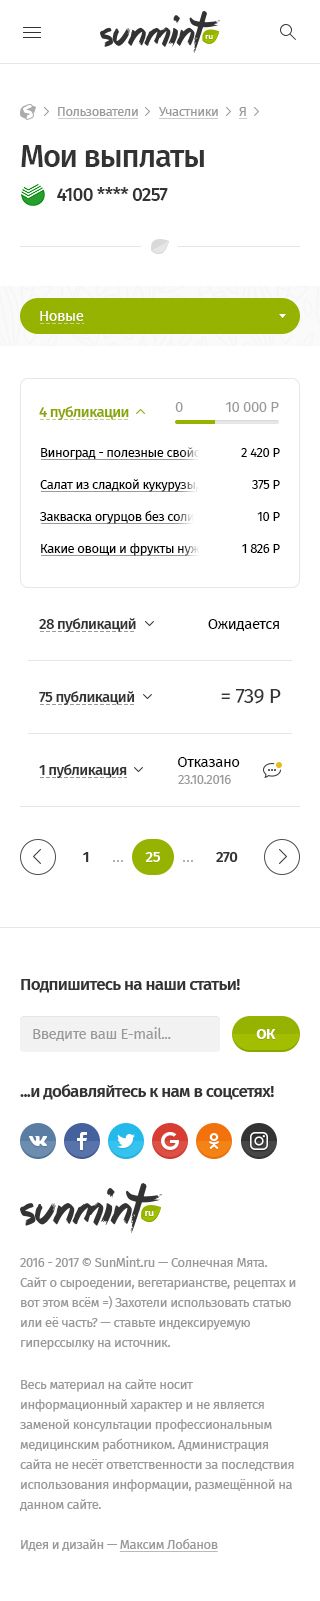 sunmint ru
Пользователи Участники Я
Мои выплаты
4100 **** 0257
Новые
4 публикации 0 10 000 Р
Виноград - полезные свойс 2 420 Р
Салат из сладкой кукурузы, 375 Р
Закваска огурцов без соли 10 Р
Какие овощи и фрукты нуж 1 826 Р
28 публикаций Ожидается
75 публикаций = 739 Р
1 публикация Отказано
23.10.2016
1 ... 25 ... 270
Подпишитесь на наши статьи!
Введите ваш E-mail... ОК
...и добавляйтесь к нам в соцсетях!
sunmint ru
2016 - 2017 © SunMint.ru — Солнечная Мята.
Сайт о сыроедении, вегетарианстве, рецептах и
вот этом всём =) Захотели использовать статью
или её часть? — ставьте индексируемую
гиперссылку на источник.
Весь материал на сайте носит
информационный характер и не является
заменой консультации профессиональным
медицинским работником. Администрация
сайта не несёт ответственности за последствия
использования информации, размещённой на
данном сайте.
Идея и дизайн — Максим Лобанов